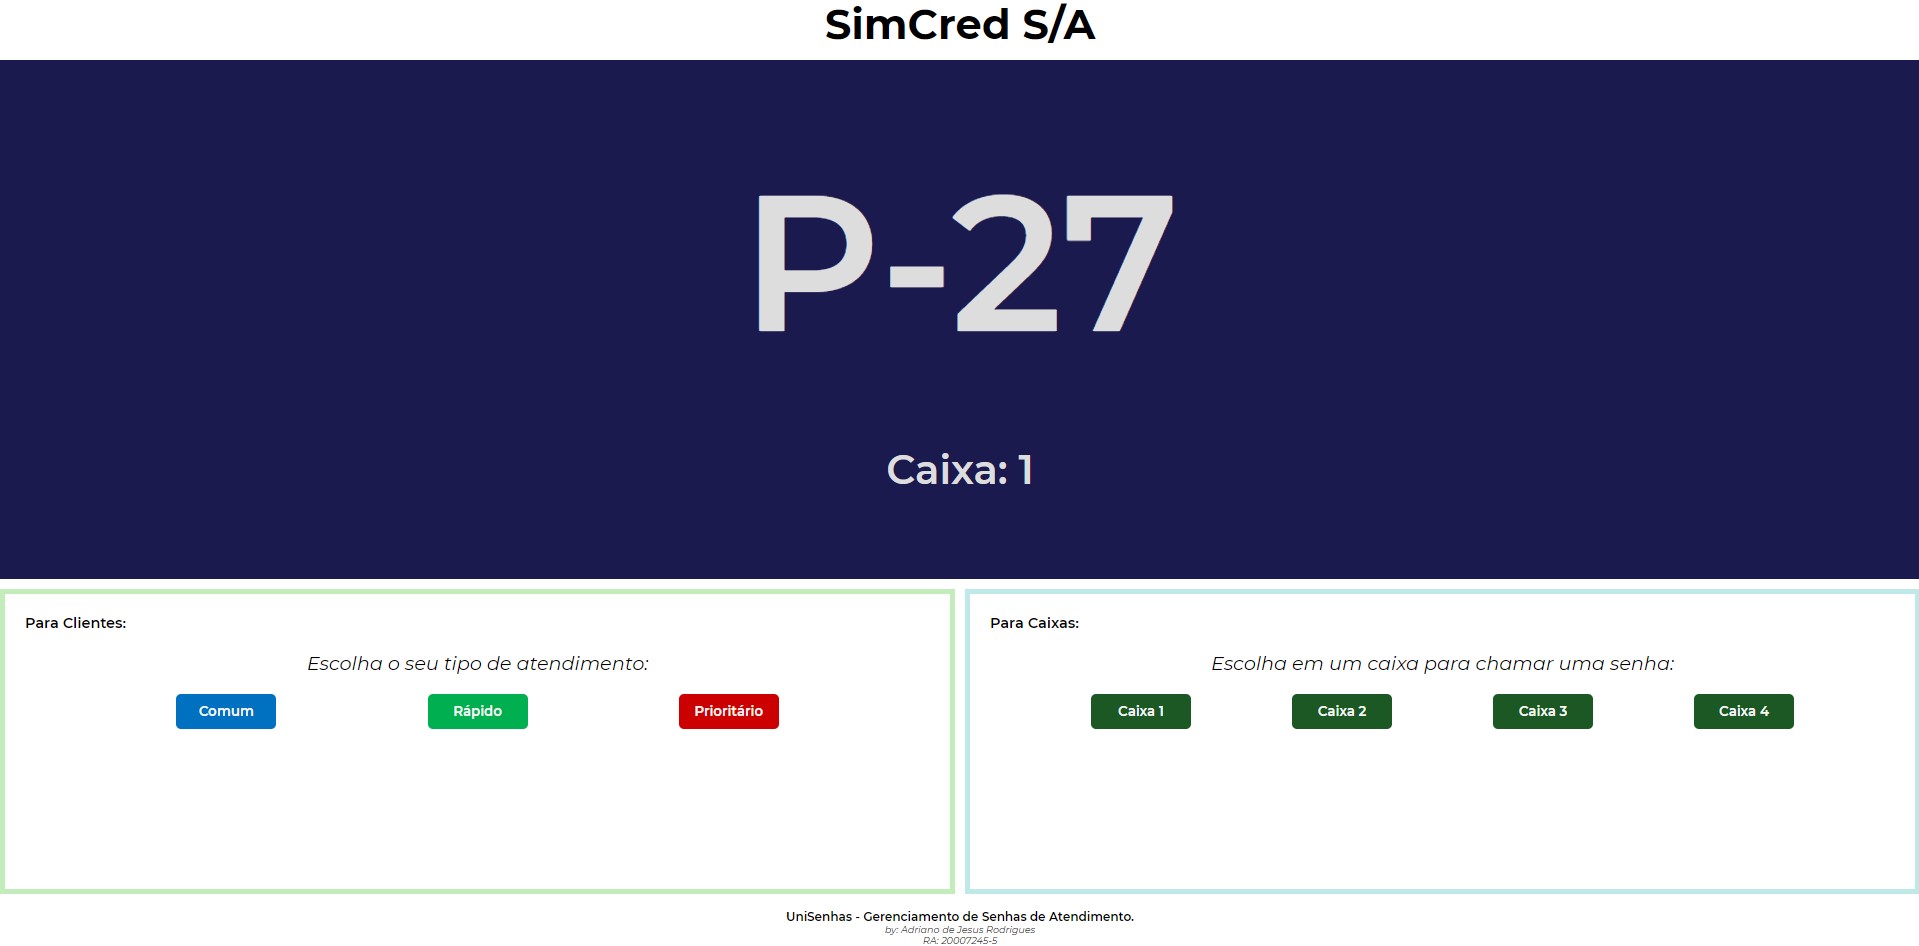 SimCred S/A
P-27
Caixa: 1
Para Clientes:
Escolha o seu tipo de atendimento:
Comum
Rápido
Prioritário
Para Caixas:
Escolha em um caixa para chamar uma senha:
Caixa 1
Caixa 2
Caixa 3
Caixa 4
UniSenhas - Gerenciamento de Senhas de Atendimento.
by: Adriano de Jesus Rodrigues
RA: 20007245-5